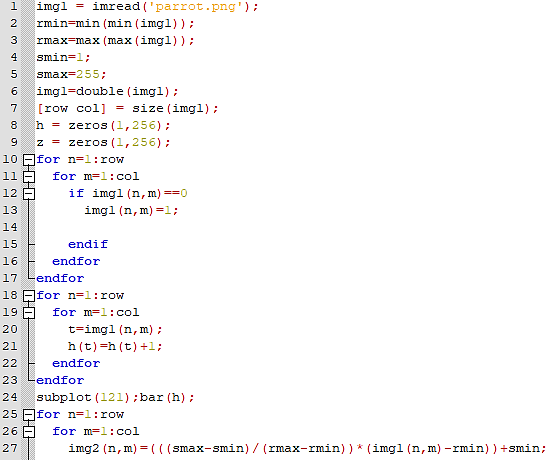 1 img1 = imread('parrot.png');
2 rmin=min(min(img1));
3 rmax=max(max(img1));
4 smin=1;
5 smax=255;
6 img1=double(img1);
7 [row col] = size(img1);
8 h = zeros(1,256);
9 z = zeros(1,256);
10 for n=1:row
11 for m=1:col
12 if img1(n,m)==0
13 img1(n,m)=1;
14
15 endif
16 endfor
17 endfor
18 for n=1:row
19 for m=1:col
20 t=img1(n,m);
21 h(t)=h(t)+1;
22 endfor
23 endfor
24 subplot(121);bar(h);
25 for n=1:row
26 for m=1:col
27 img2(n,m)=(((smax-smin)/(rmax-rmin))*(img1(n,m)-rmin))+smin;